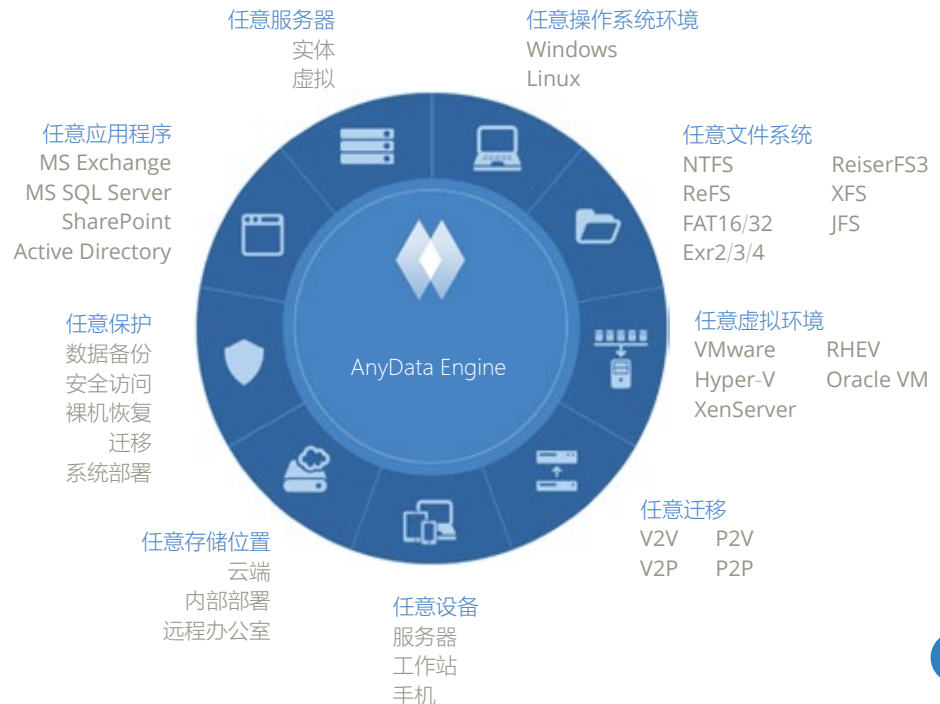 任意服务器
实体
虚拟
任意操作系统环境
Windows
Linux
任意应用程序
MS Exchange
MS SQL Server
SharePoint
Active Directory
任意文件系统
NTFS ReiserFS3
ReFS XFS
FAT16/32 JFS
Exr2/3/4
任意保护
数据备份
安全访问
裸机恢复
迁移
系统部署
AnyData Engine
任意虚拟环境
VMware RHEV
Hyper-V Oracle VM
XenServer
任意存储位置
云端
内部部署
远程办公室
任意设备
服务器
工作站
手机
任意迁移
V2V P2V
V2P P2P